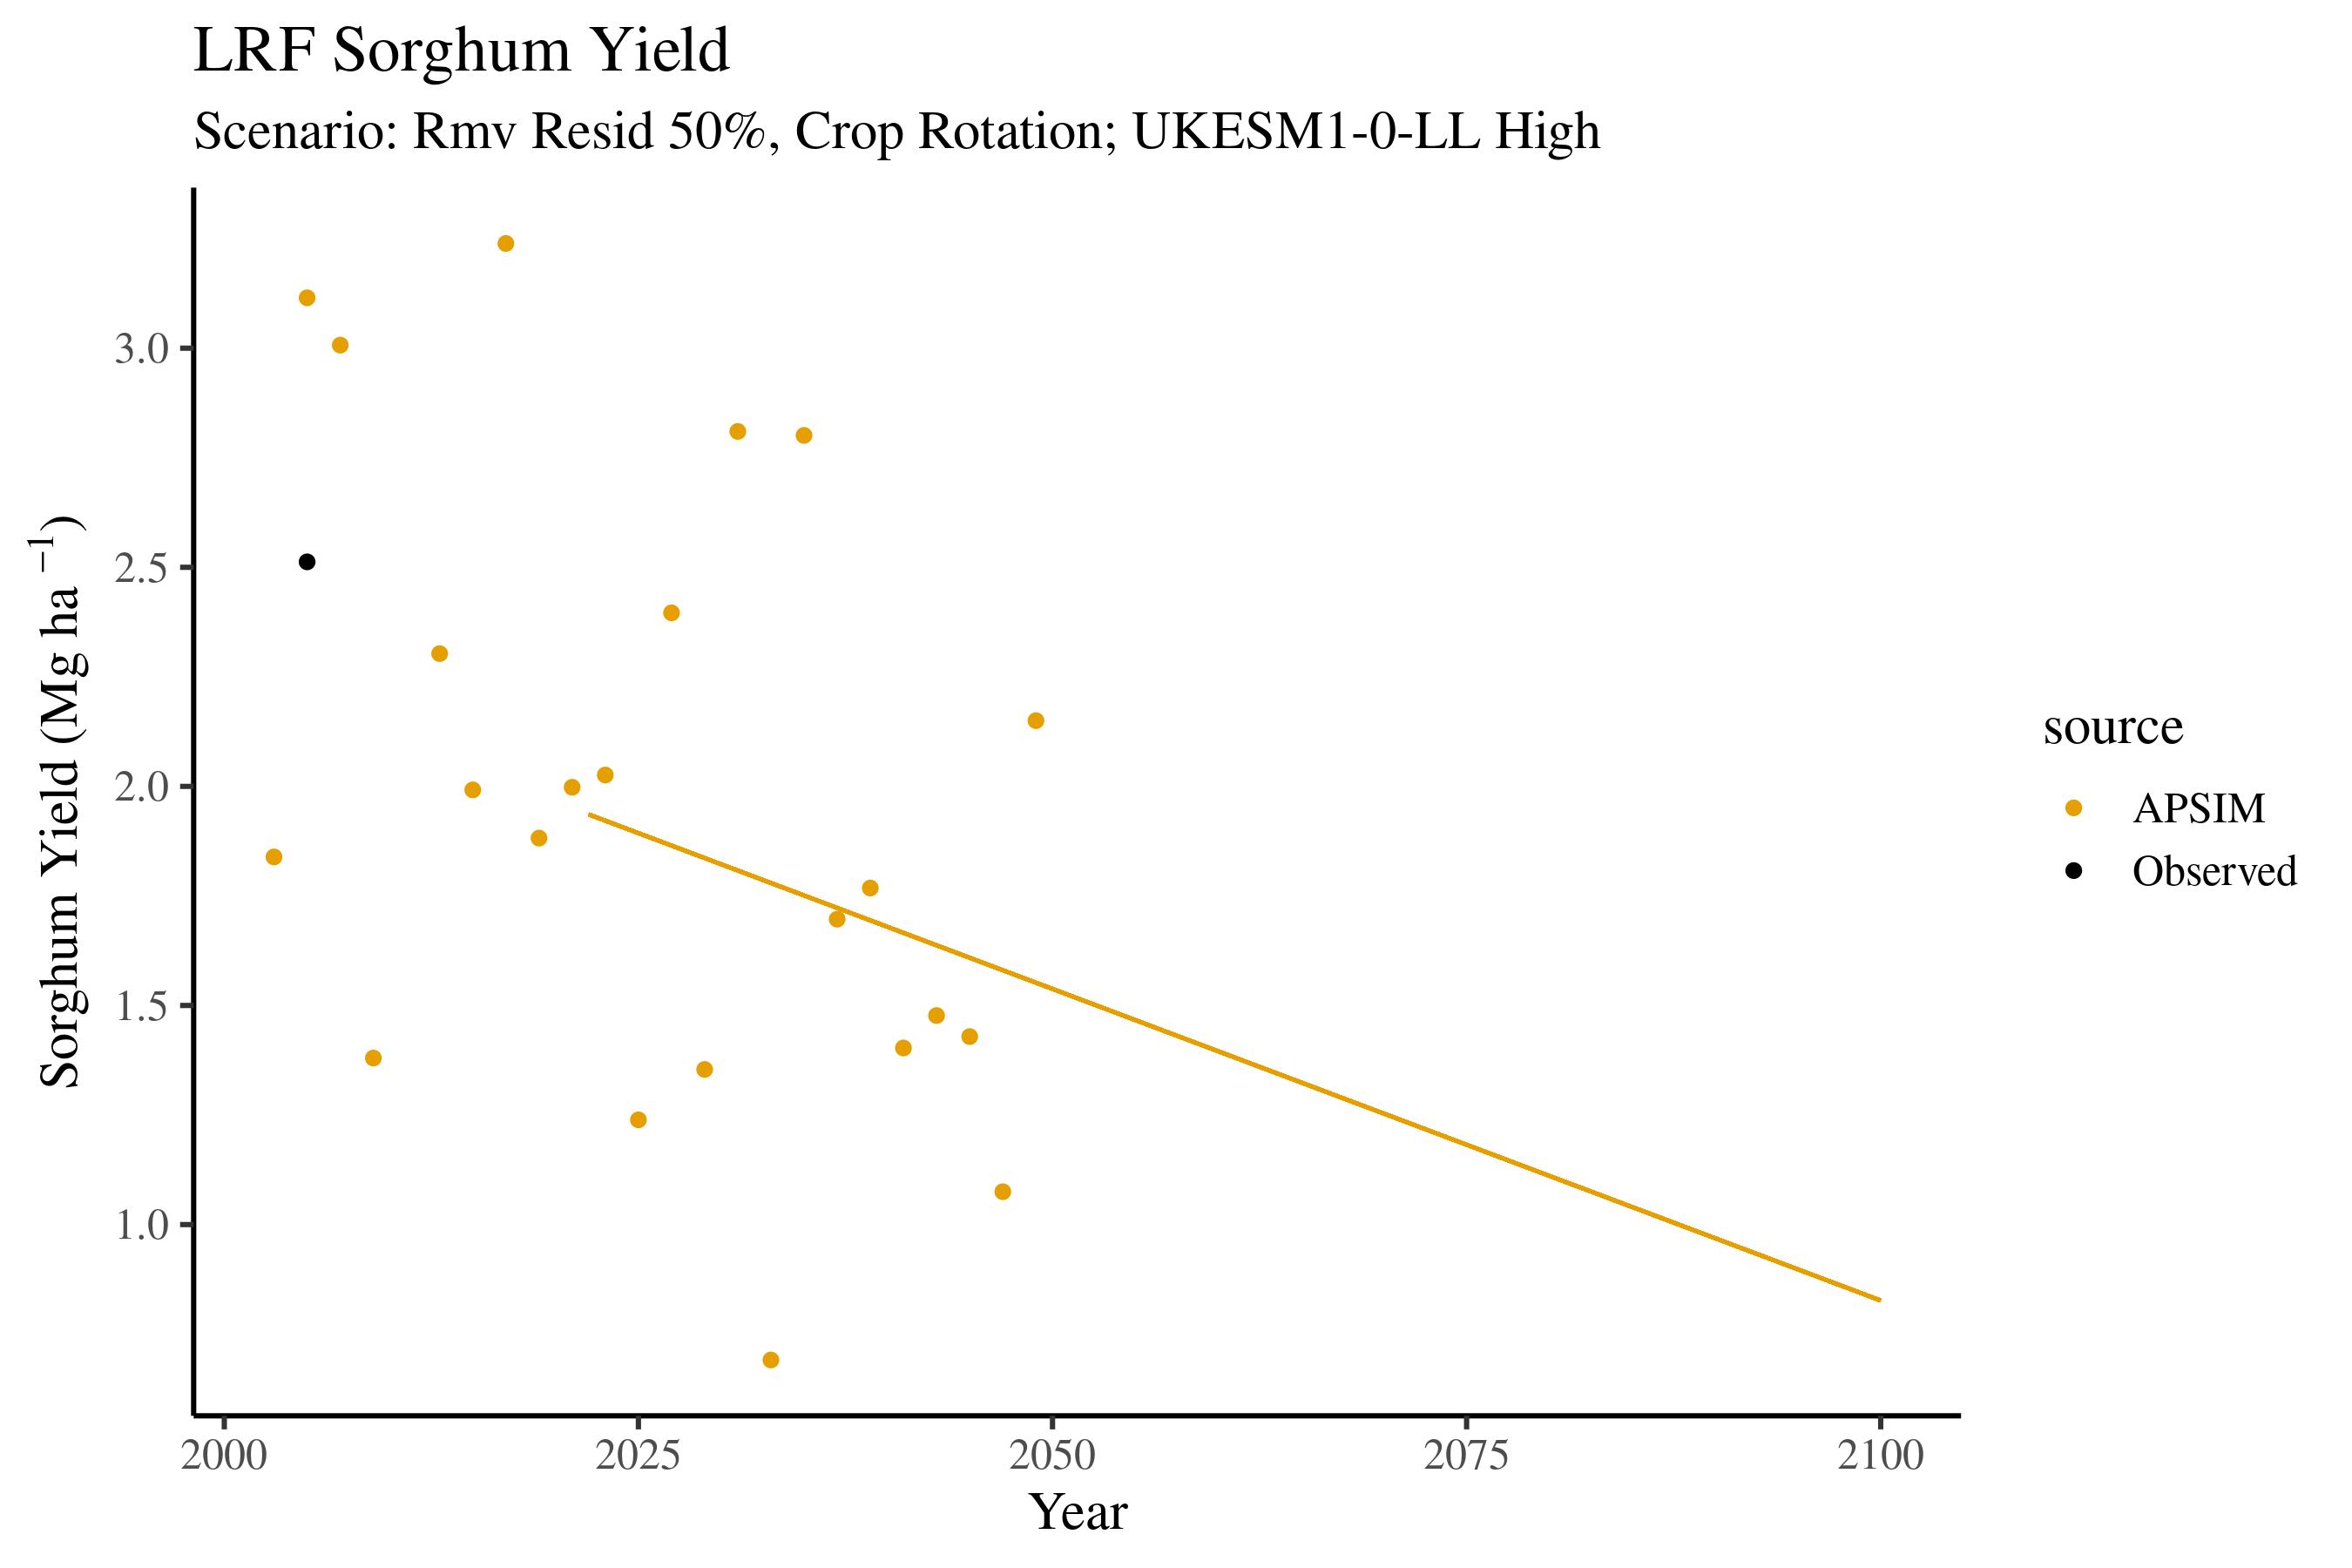 LRF Sorghum Yield
Scenario: Rmv Resid 50%, Crop Rotation; UKESM1-0-LL High
Sorghum Yield (Mg ha⁻¹)
3.0
2.5
2.0
1.5
1.0
2000 2025 2050 2075 2100
Year
source
APSIM
Observed